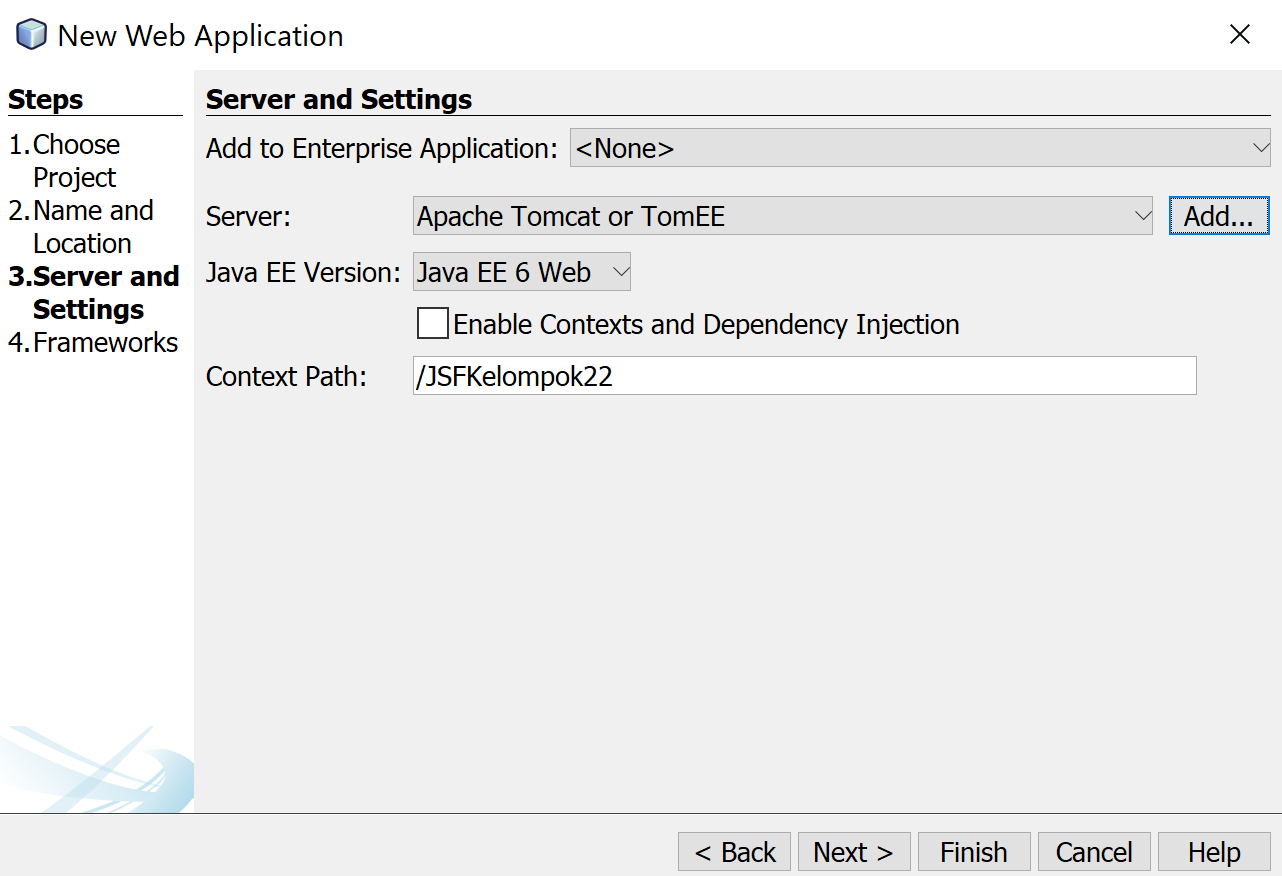 New Web Application
Steps
1. Choose
Project
2. Name and
Location
3. Server and
Settings
4. Frameworks
Server and Settings
Add to Enterprise Application: <None>
Server: Apache Tomcat or TomEE Add...
Java EE Version: Java EE 6 Web
Enable Contexts and Dependency Injection
Context Path: /JSFKelompok22
< Back Next > Finish Cancel Help